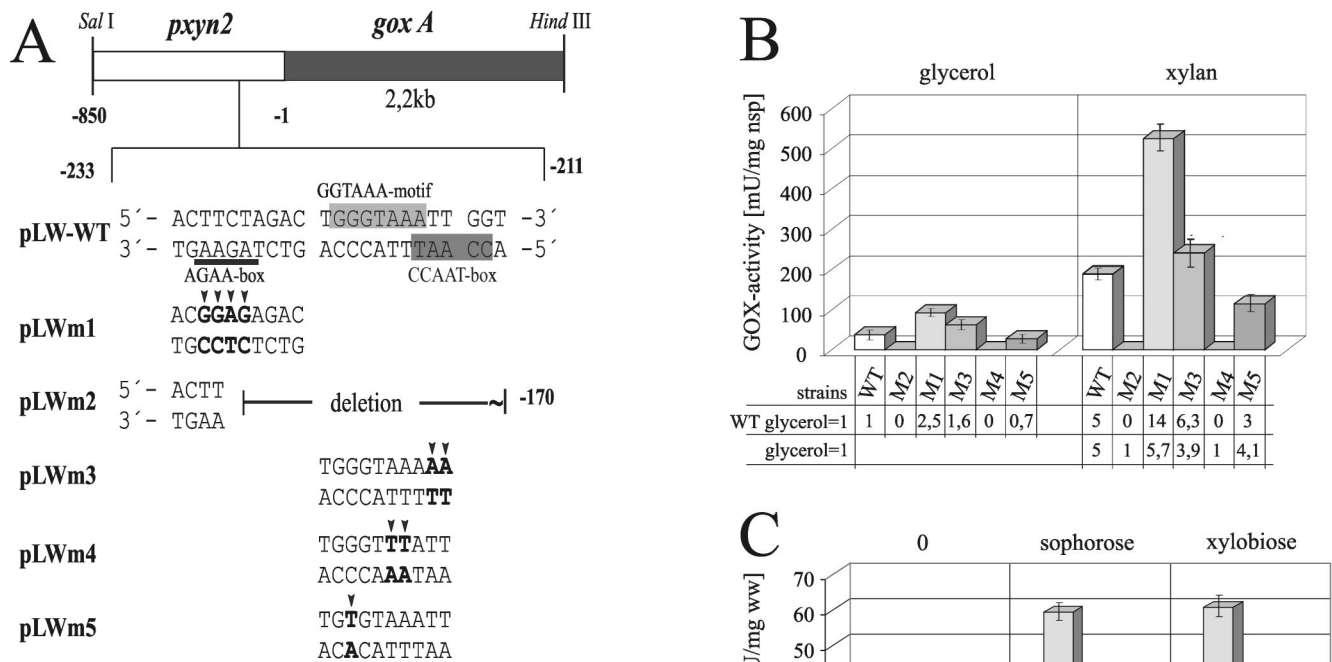 A
Sal I
pxyn2
gox A
Hind III
-850
-1
2,2kb
-233
-211
GGTAAA-motif
pLW-WT
5´- ACTTCTAGAC TGGGTAAATT GGT -3´
3´- TGAAGATCTG ACCCATTTAA CCA -5´
AGAA-box
CCAAT-box
pLWm1
ACGGAGAGAC
TGCCTCTCTG
pLWm2
5´- ACTT
3´- TGAA
deletion
~
-170
pLWm3
TGGGTAAAAA
ACCCATTTTT
pLWm4
TGGGTTTATT
ACCCAAATAA
pLWm5
TGTGTAAATT
ACACATTTAA
B
glycerol
xylan
GOX-activity [mU/mg nsp]
600
500
400
300
200
100
0
strains WT M2 M1 M3 M4 M5 WT M2 M1 M3 M4 M5
WT glycerol=1 1 0 2,5 1,6 0 0,7 5 0 14 6,3 0 3
glycerol=1 5 1 5,7 3,9 1 4,1
C
0
sophorose
xylobiose
U/mg ww]
70
60
50